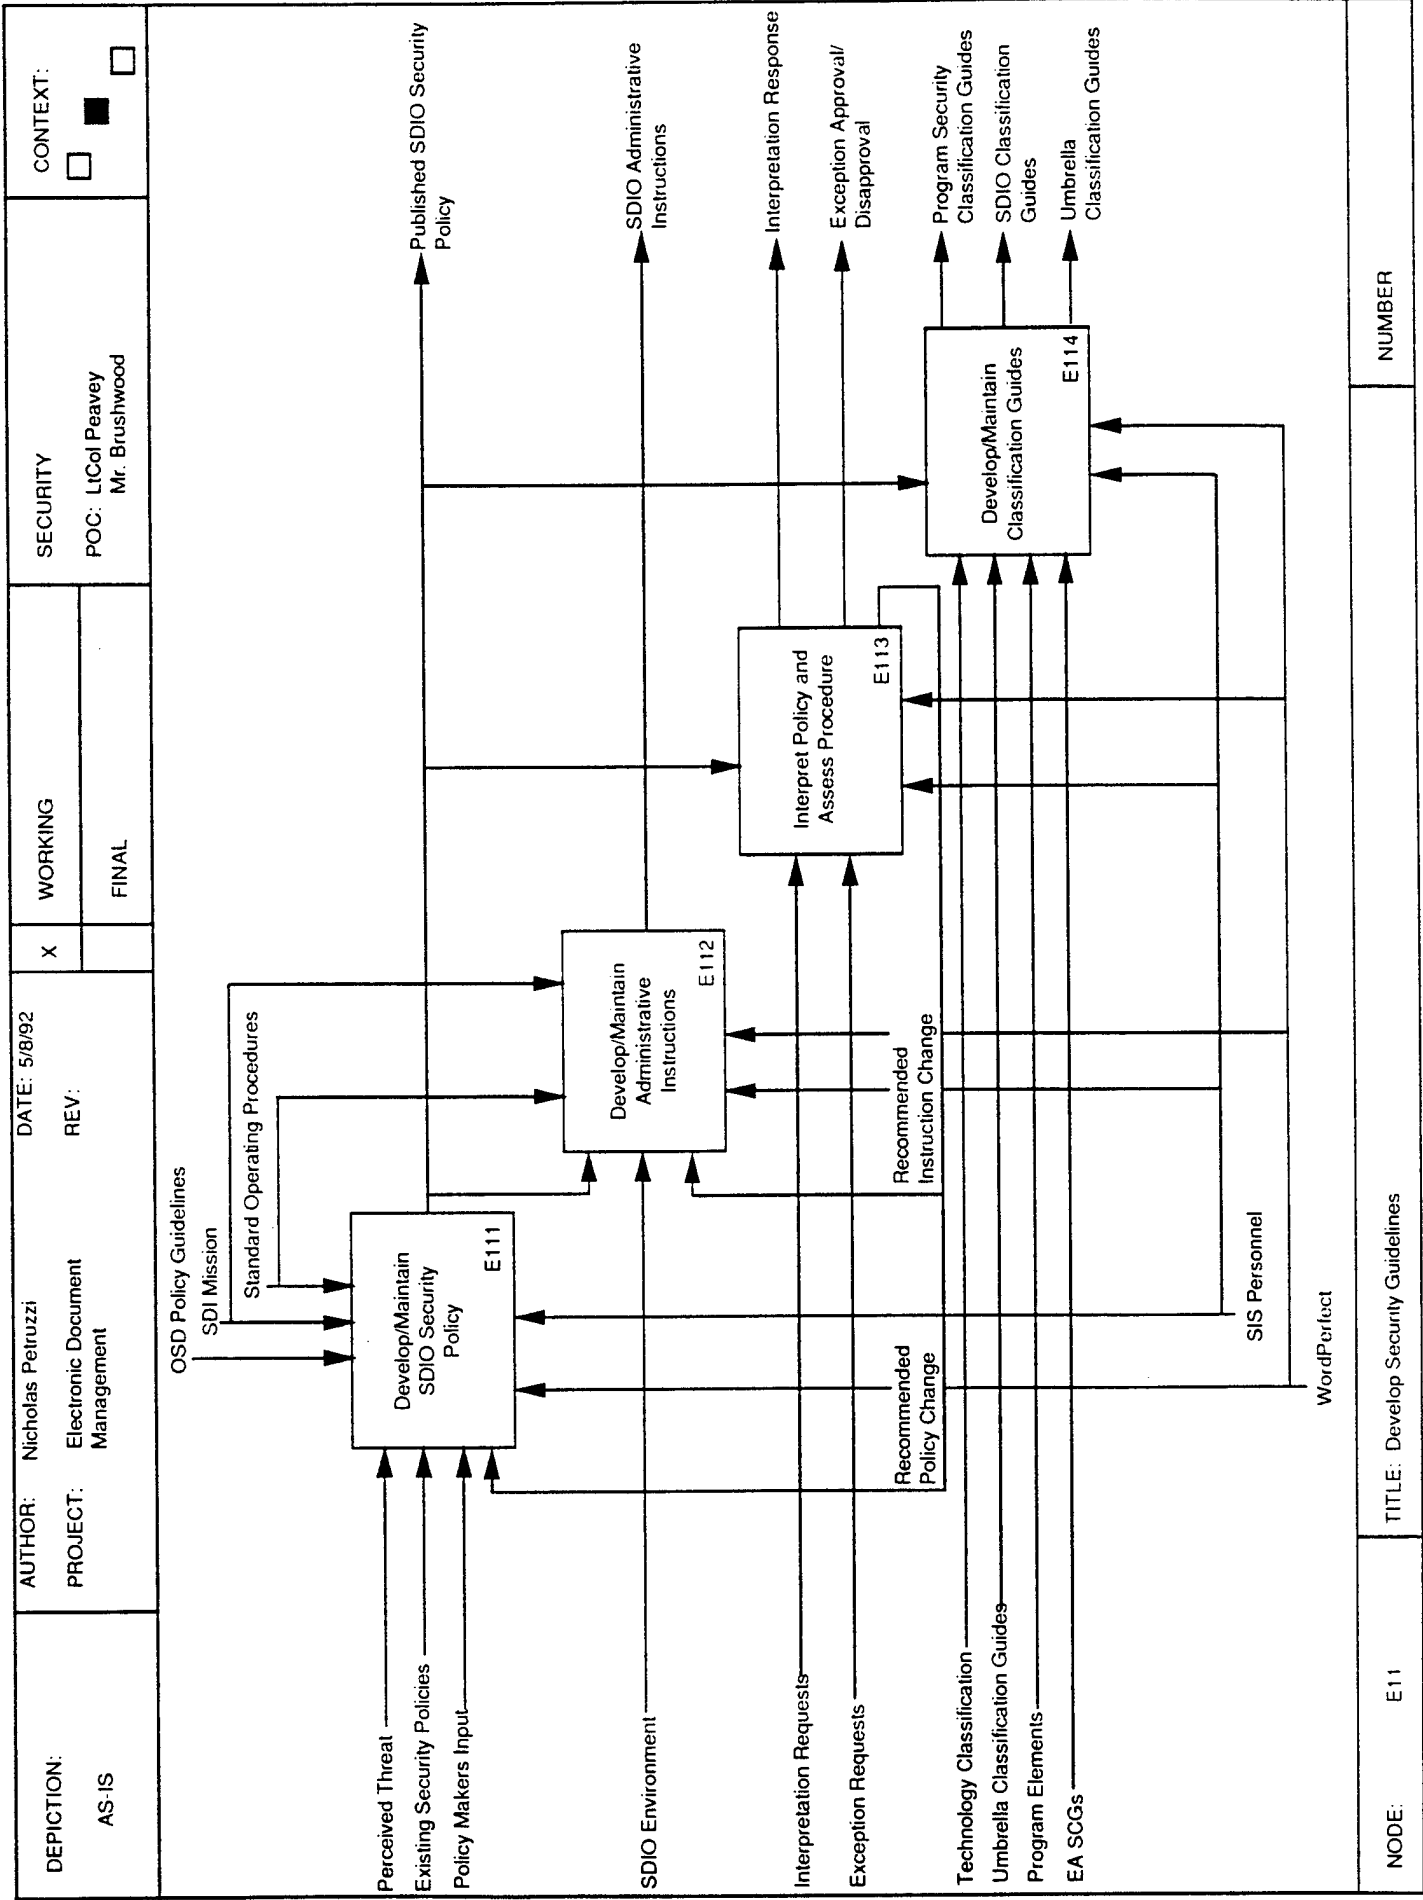 DEPICTION:
AS-IS
AUTHOR: Nicholas Petruzzi
PROJECT: Electronic Document
Management
DATE: 5/8/92
REV:
X
WORKING
FINAL
SECURITY
POC: LtCol Peavey
Mr. Brushwood
CONTEXT:
OSD Policy Guidelines
SDI Mission
Standard Operating Procedures
Perceived Threat
Existing Security Policies
Policy Makers Input
Develop/Maintain
SDIO Security
Policy
E111
Published SDIO Security
Policy
SDIO Environment
Develop/Maintain
Administrative
Instructions
E112
SDIO Administrative
Instructions
Interpretation Requests
Exception Requests
Interpret Policy and
Assess Procedure
E113
Interpretation Response
Exception Approval/
Disapproval
Recommended
Policy Change
Recommended
Instruction Change
Technology Classification
Umbrella Classification Guides
Program Elements
EA SCGs
Develop/Maintain
Classification Guides
E114
Program Security
Classification Guides
SDIO Classification
Guides
Umbrella
Classification Guides
SIS Personnel
WordPerfect
NODE: E11
TITLE: Develop Security Guidelines
NUMBER